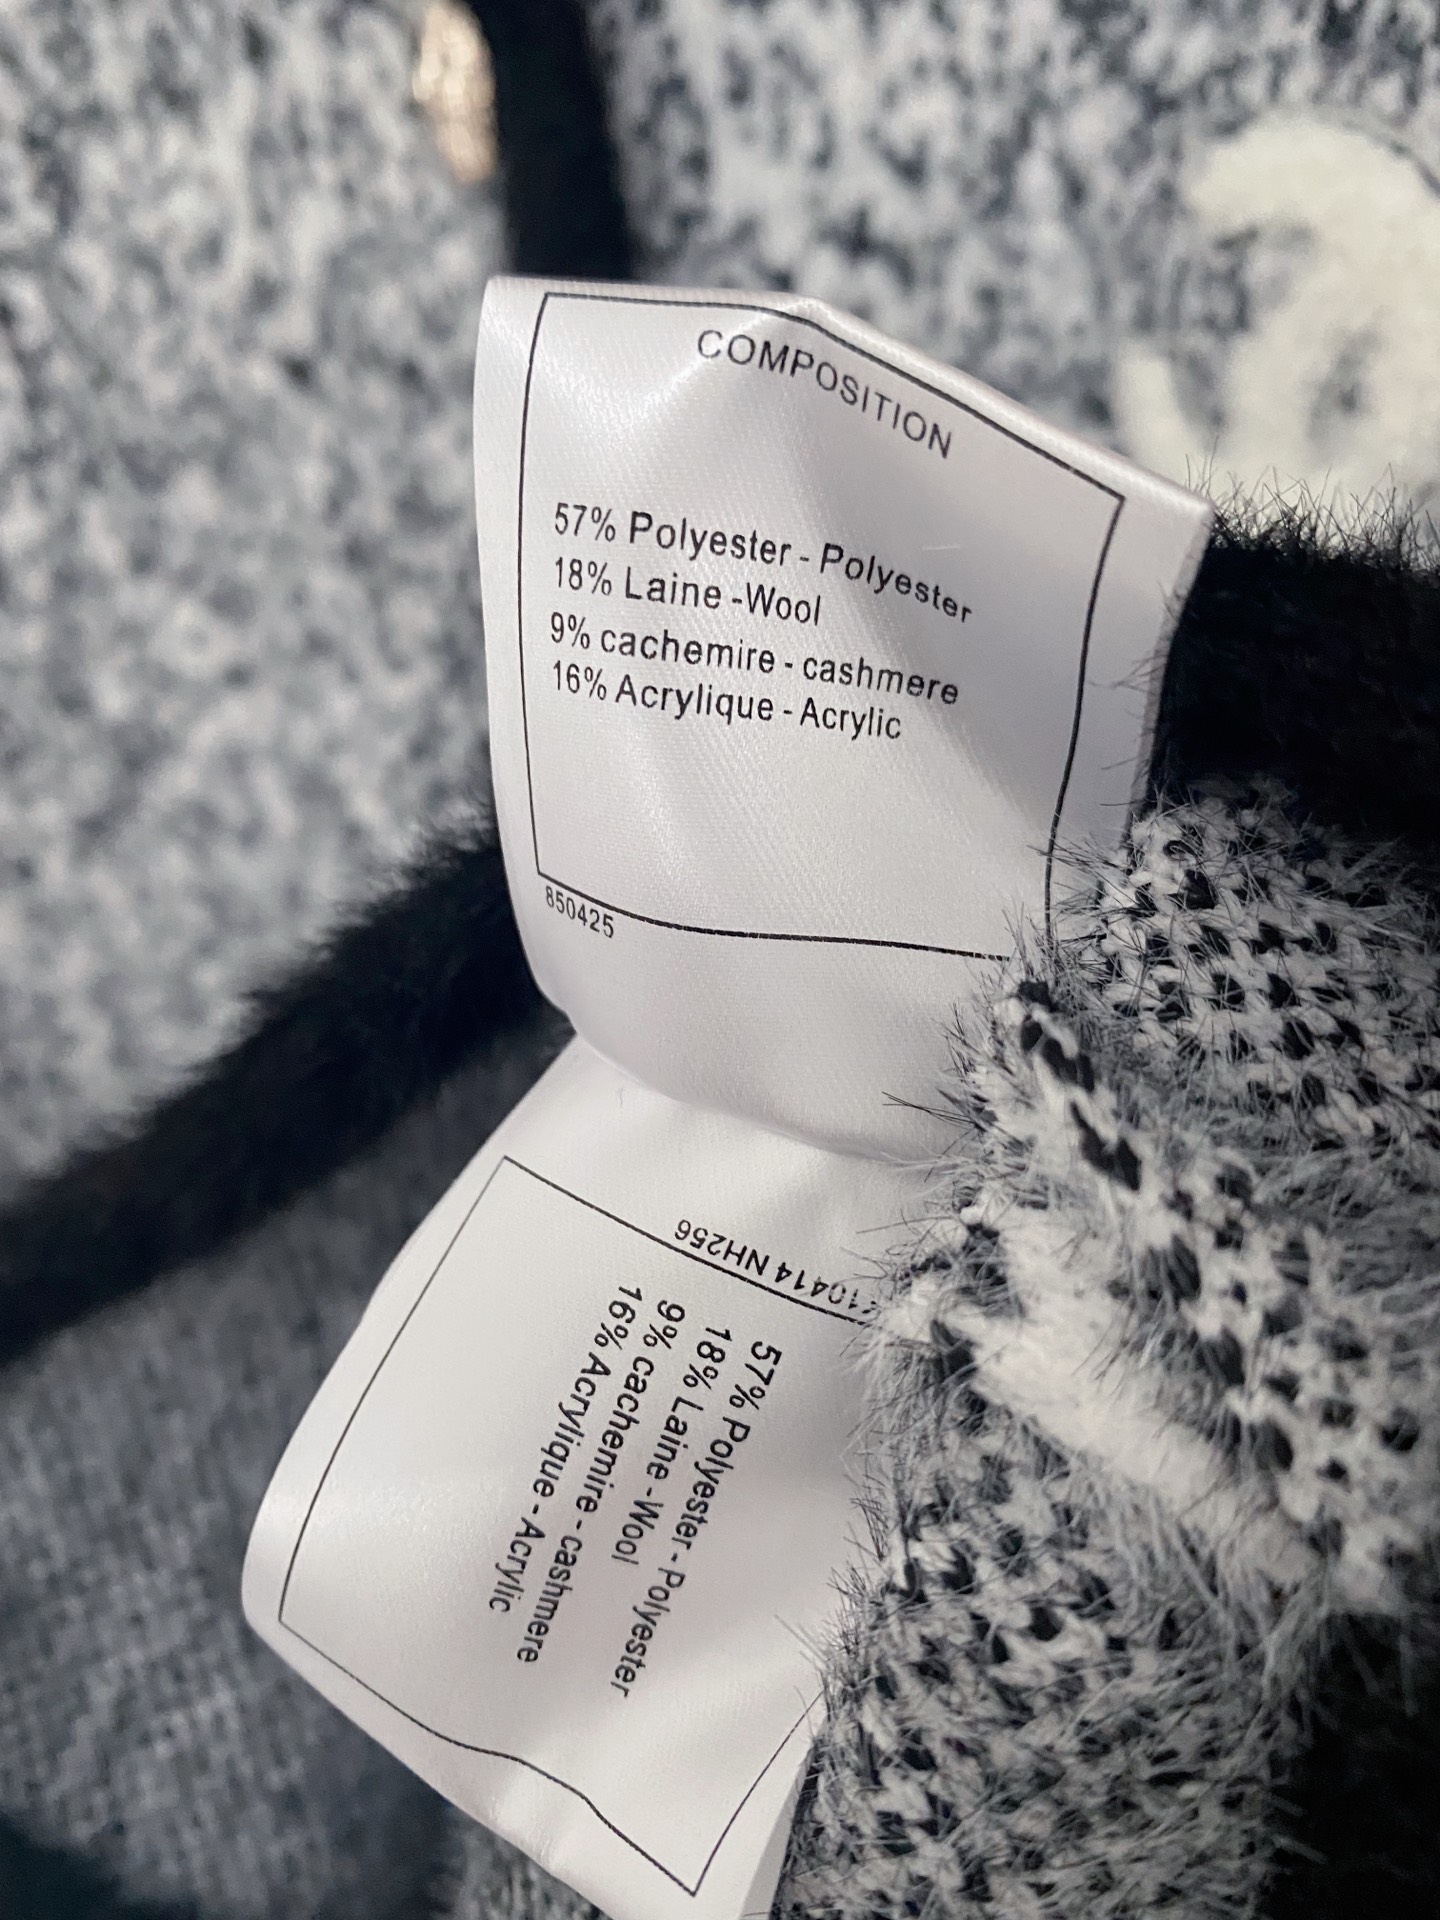 COMPOSITION
57% Polyester - Polyester
18% Laine -Wool
9% cachemire - cashmere
16% Acrylique - Acrylic
850425
10414 NH256
57% Polyester - Polyester
18% Laine - Wool
9% cachemire - cashmere
16% Acrylique - Acrylic